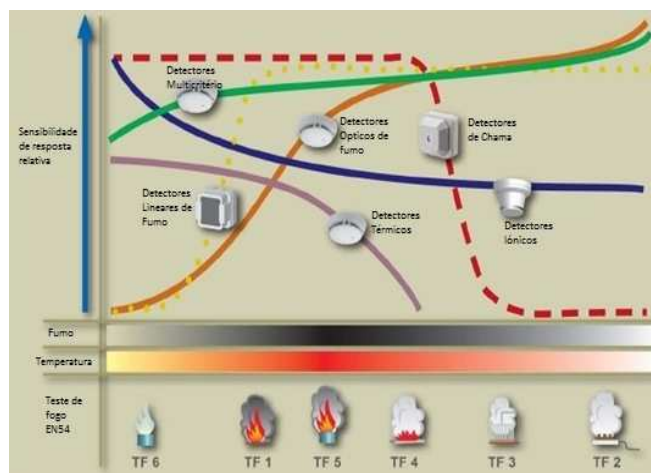 Detectores
Multicritério
Detectores
Opticos de
fumo
Detectores
de Chama
Sensibilidade
de resposta
relativa
Detectores
Lineares de
Fumo
Detectores
Térmicos
Detectores
Iónicos
Fumo
Temperatura
Teste de
fogo
EN54
TF 6
TF 1
TF 5
TF 4
TF 3
TF 2